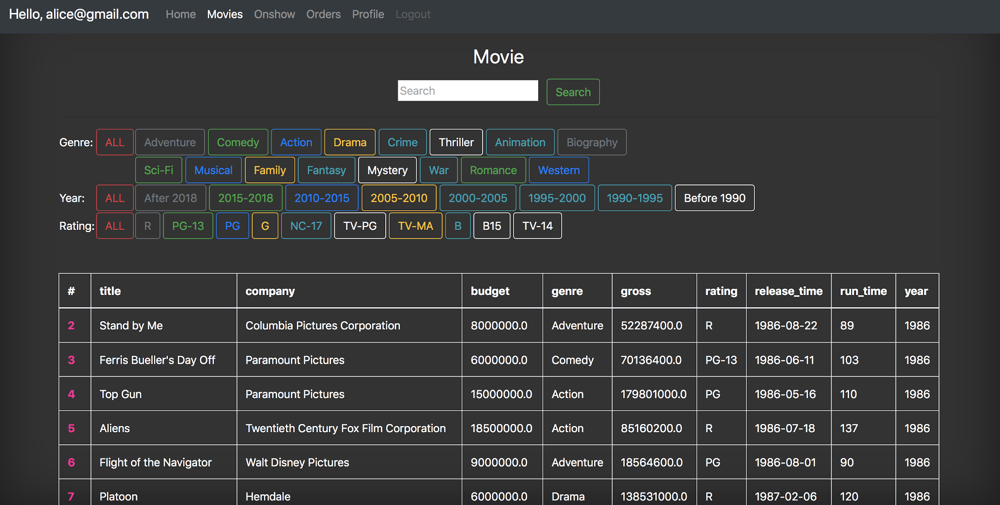 Hello, alice@gmail.com Home Movies Onshow Orders Profile Logout
Movie
Search Search
Genre: ALL Adventure Comedy Action Drama Crime Thriller Animation Biography
Sci-Fi Musical Family Fantasy Mystery War Romance Western
Year: ALL After 2018 2015-2018 2010-2015 2005-2010 2000-2005 1995-2000 1990-1995 Before 1990
Rating: ALL R PG-13 PG G NC-17 TV-PG TV-MA B B15 TV-14
# title company budget genre gross rating release_time run_time year
2 Stand by Me Columbia Pictures Corporation 8000000.0 Adventure 52287400.0 R 1986-08-22 89 1986
3 Ferris Bueller's Day Off Paramount Pictures 6000000.0 Comedy 70136400.0 PG-13 1986-06-11 103 1986
4 Top Gun Paramount Pictures 15000000.0 Action 179801000.0 PG 1986-05-16 110 1986
5 Aliens Twentieth Century Fox Film Corporation 18500000.0 Action 85160200.0 R 1986-07-18 137 1986
6 Flight of the Navigator Walt Disney Pictures 9000000.0 Adventure 18564600.0 PG 1986-08-01 90 1986
7 Platoon Hemdale 6000000.0 Drama 138531000.0 R 1987-02-06 120 1986